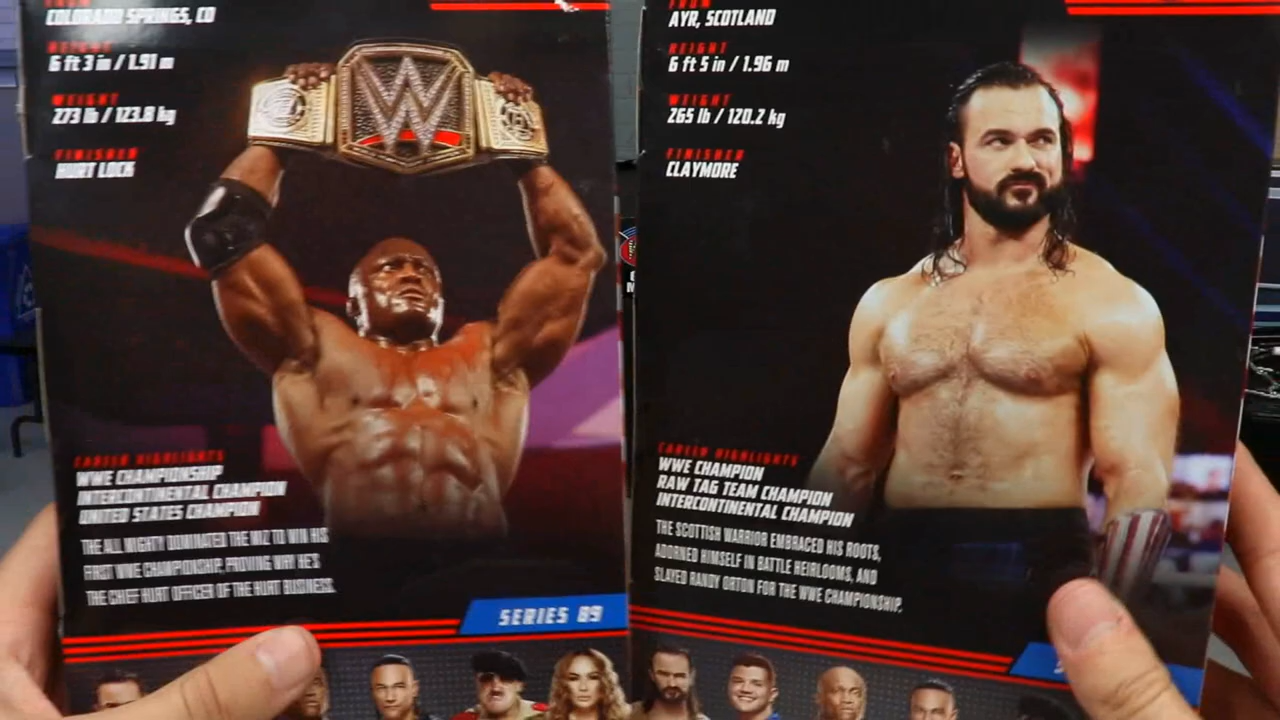 COLORADO SPRINGS, CO
HEIGHT
6 ft 3 in / 1.91 m
WEIGHT
273 lb / 123.8 kg
FINISHER
HURT LOCK
W
CAREER HIGHLIGHTS
WWE CHAMPIONSHIP
INTERCONTINENTAL CHAMPION
UNITED STATES CHAMPION
THE ALL MIGHTY DOMINATED THE MIZ TO WIN HIS
FIRST WWE CHAMPIONSHIP, PROVING WHY HE'S
THE CHIEF HURT OFFICER OF THE HURT BUSINESS.
SERIES 89
FROM
AYR, SCOTLAND
HEIGHT
6 ft 5 in / 1.96 m
WEIGHT
265 lb / 120.2 kg
FINISHER
CLAYMORE
CAREER HIGHLIGHTS
WWE CHAMPION
RAW TAG TEAM CHAMPION
INTERCONTINENTAL CHAMPION
THE SCOTTISH WARRIOR EMBRACED HIS ROOTS,
ADORNED HIMSELF IN BATTLE HEIRLOOMS, AND
SLAYED RANDY ORTON FOR THE WWE CHAMPIONSHIP.